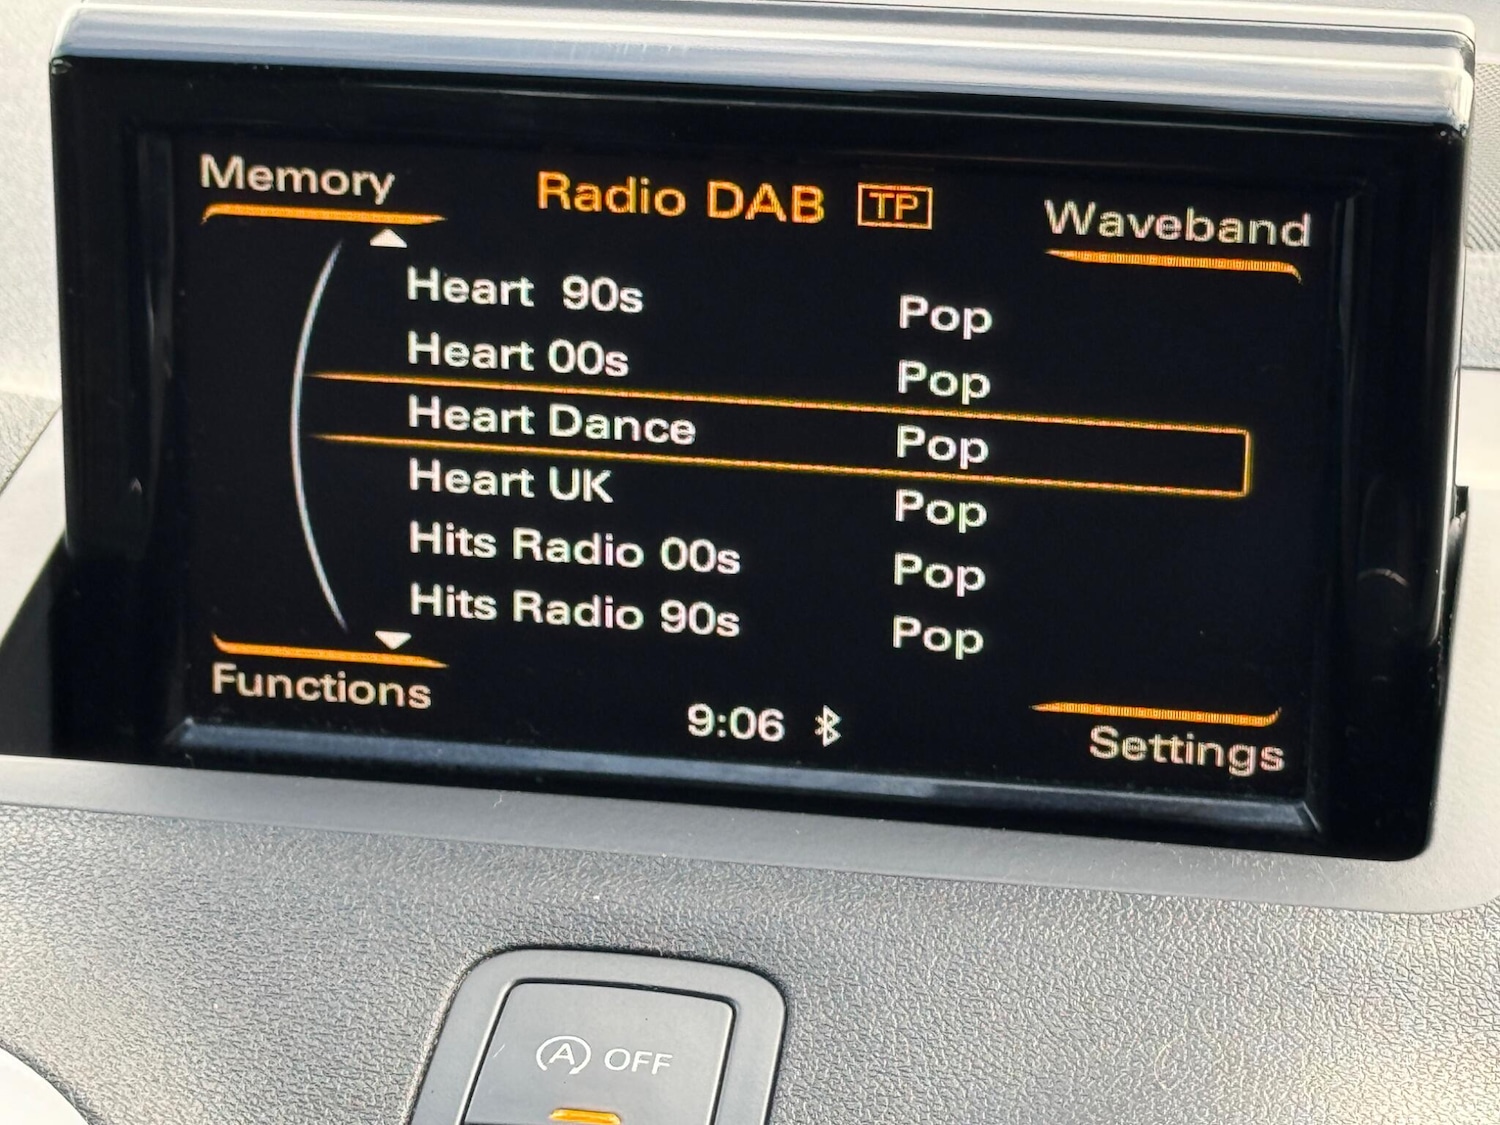 Memory
Radio DAB TP
Waveband
Heart 90s Pop
Heart 00s Pop
Heart Dance Pop
Heart UK Pop
Hits Radio 00s Pop
Hits Radio 90s Pop
Functions
9:06
Settings
A OFF